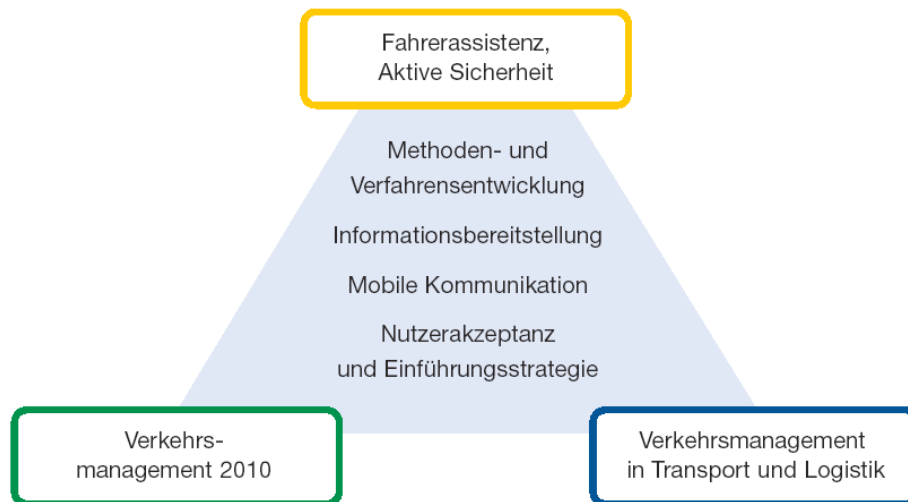 Fahrerassistenz,
Aktive Sicherheit
Methoden- und
Verfahrensentwicklung
Informationsbereitstellung
Mobile Kommunikation
Nutzerakzeptanz
und Einführungsstrategie
Verkehrs-
management 2010
Verkehrsmanagement
in Transport und Logistik